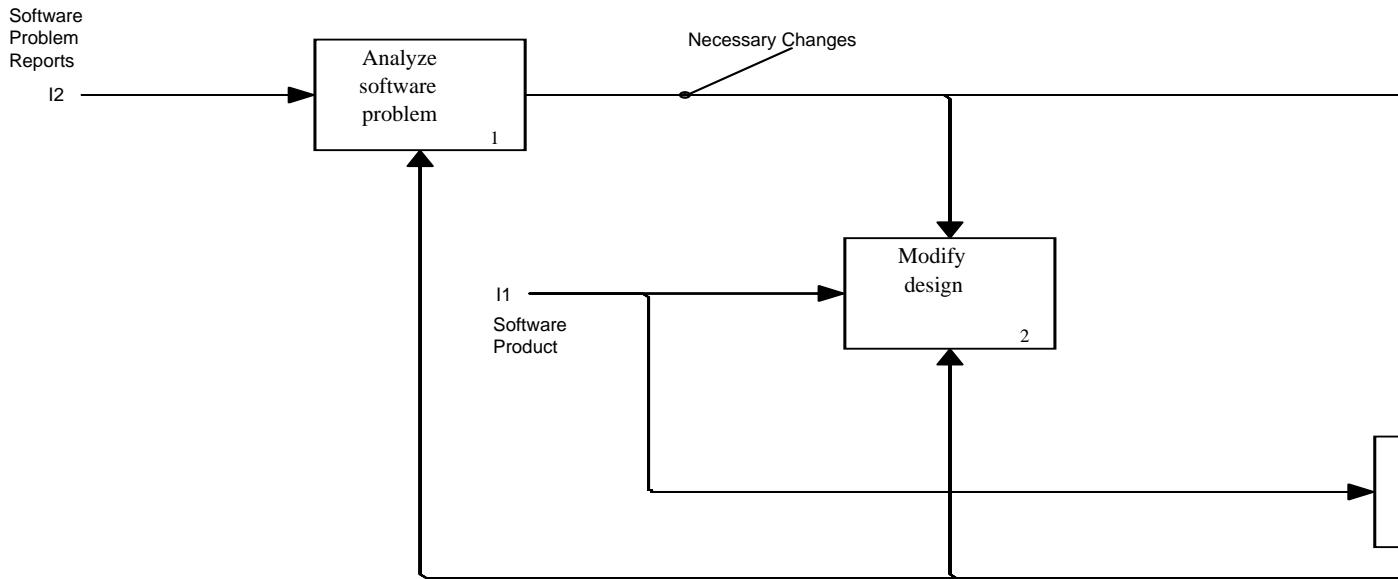 Software
Problem
Reports
I2
Analyze
software
problem
1
Necessary Changes
I1
Software
Product
Modify
design
2